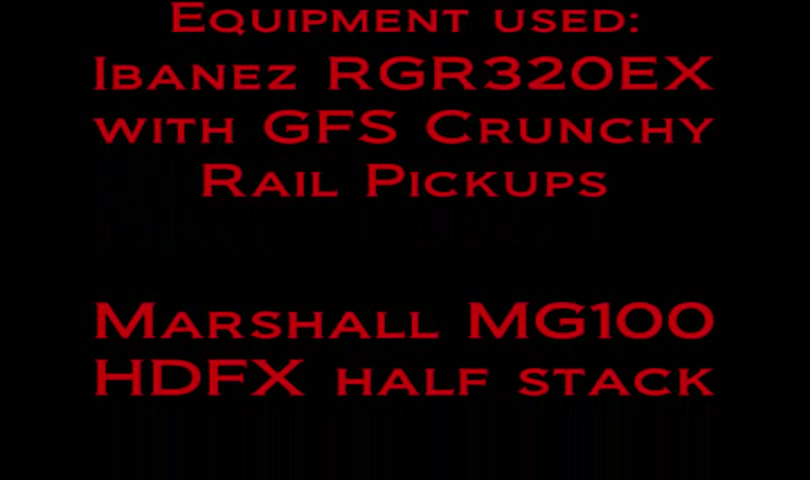 Equipment used:
Ibanez RGR320EX
with GFS Crunchy
Rail Pickups
Marshall MG100
HDFX half stack